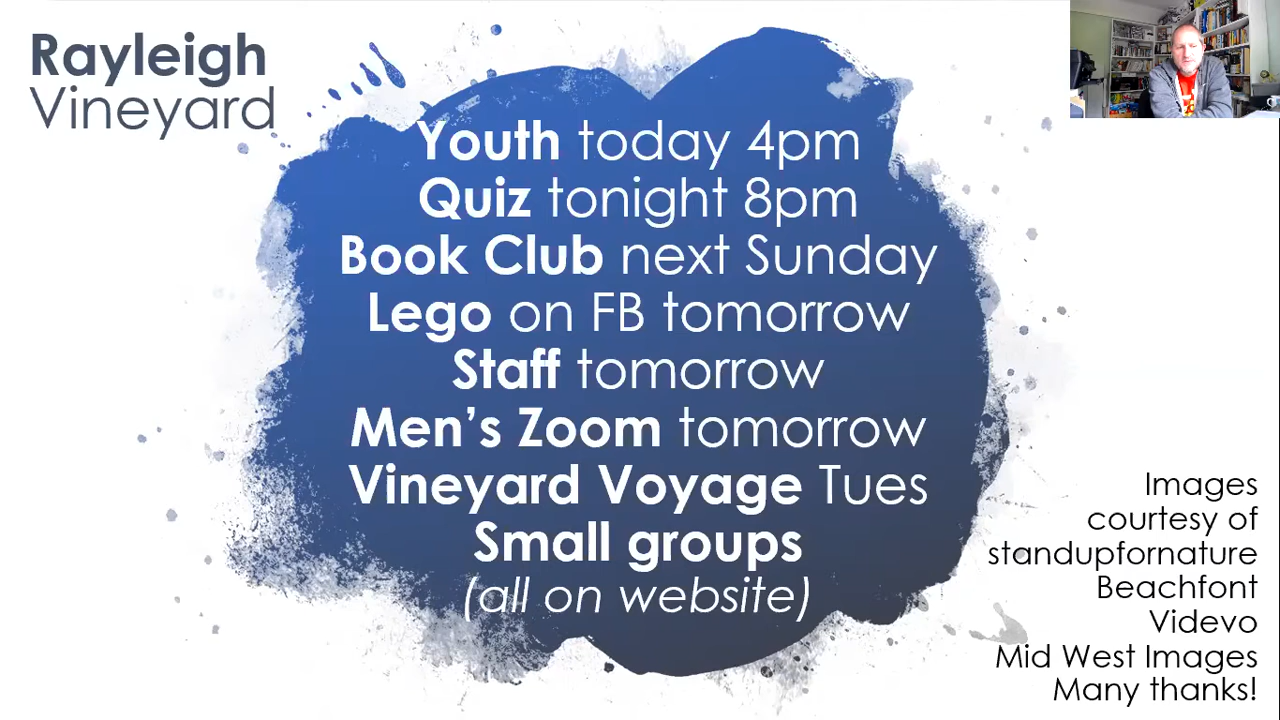 Rayleigh
Vineyard
Youth today 4pm
Quiz tonight 8pm
Book Club next Sunday
Lego on FB tomorrow
Staff tomorrow
Men’s Zoom tomorrow
Vineyard Voyage Tues
Small groups
(all on website)
Images
courtesy of
standupfornature
Beachfont
Videvo
Mid West Images
Many thanks!